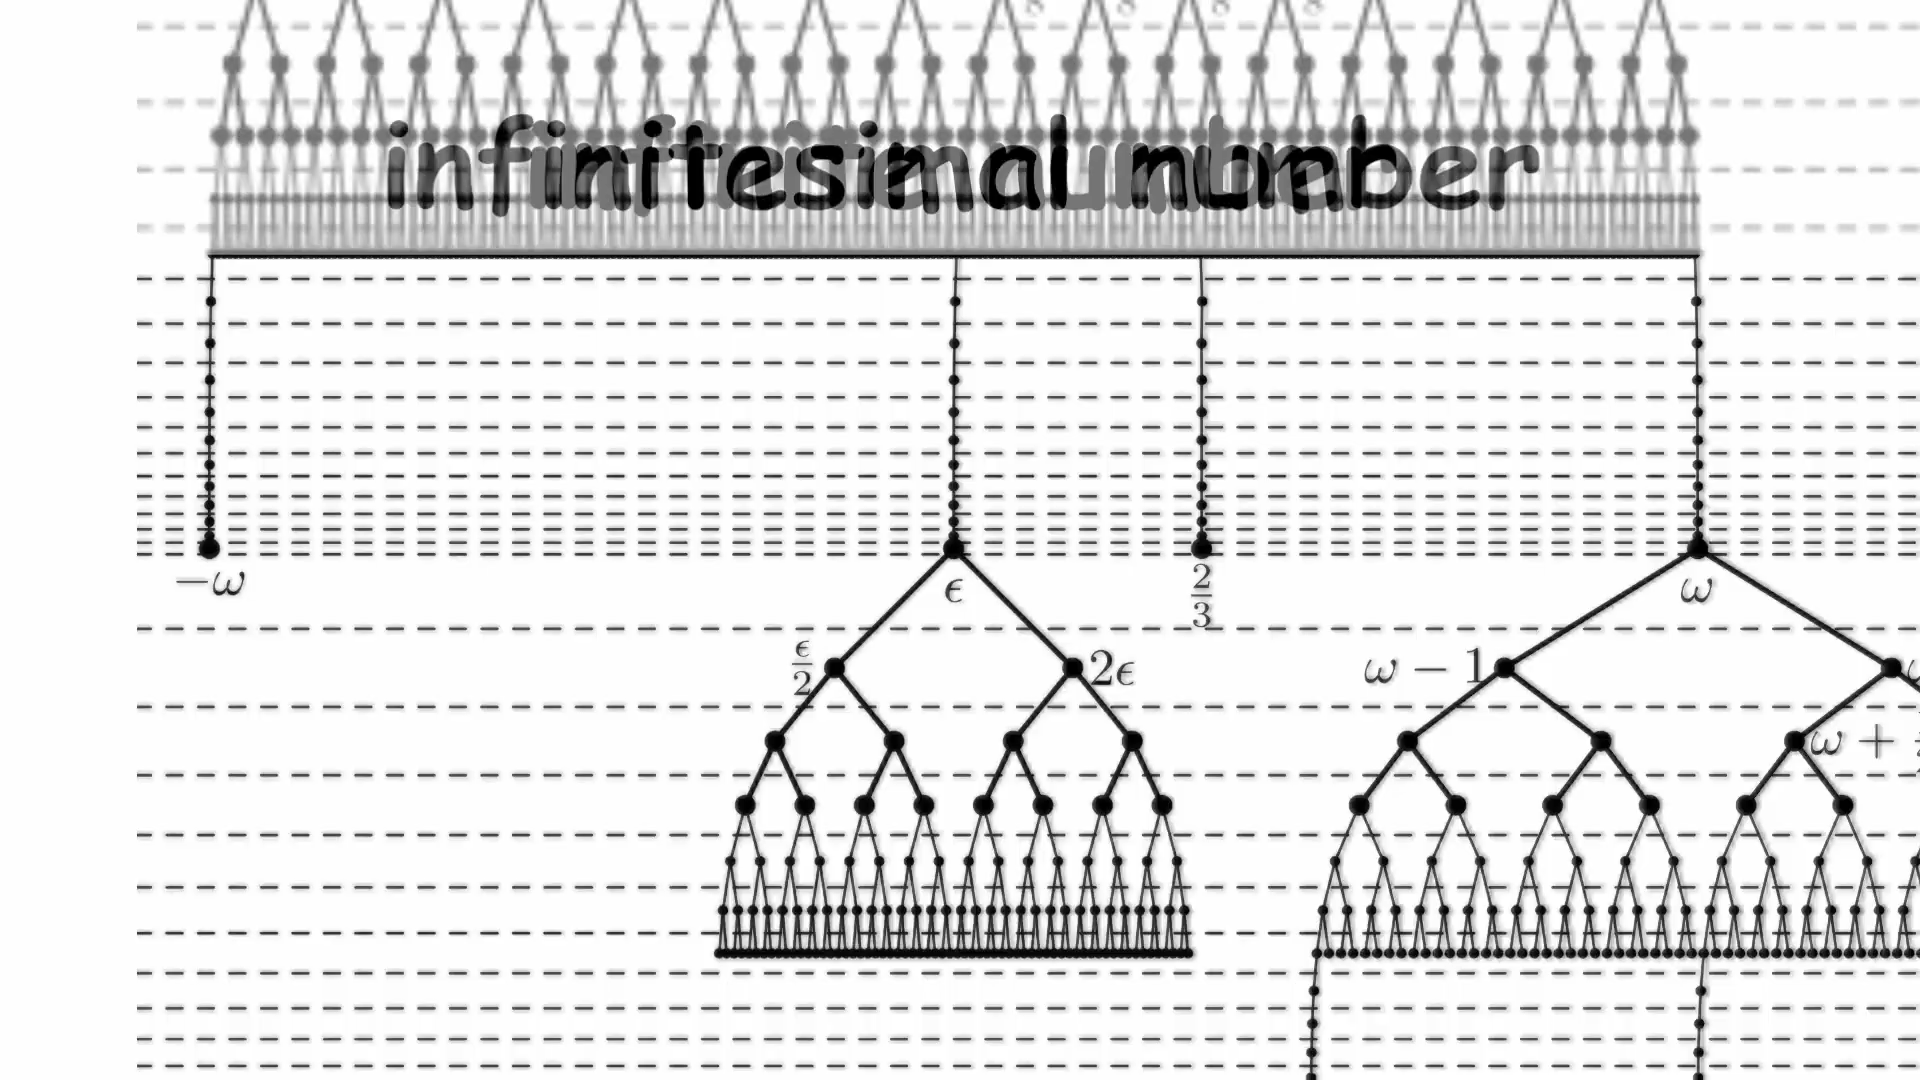 infinitesimal number
−ω
ϵ
2/3
ω
ϵ/2
2ϵ
ω − 1
ω +